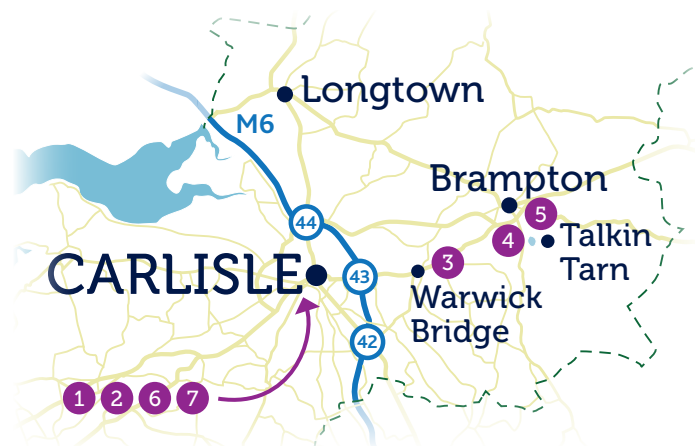 Longtown
M6
Brampton
5
44
4
Talkin
Tarn
CARLISLE
43
3
Warwick
Bridge
42
1 2 6 7